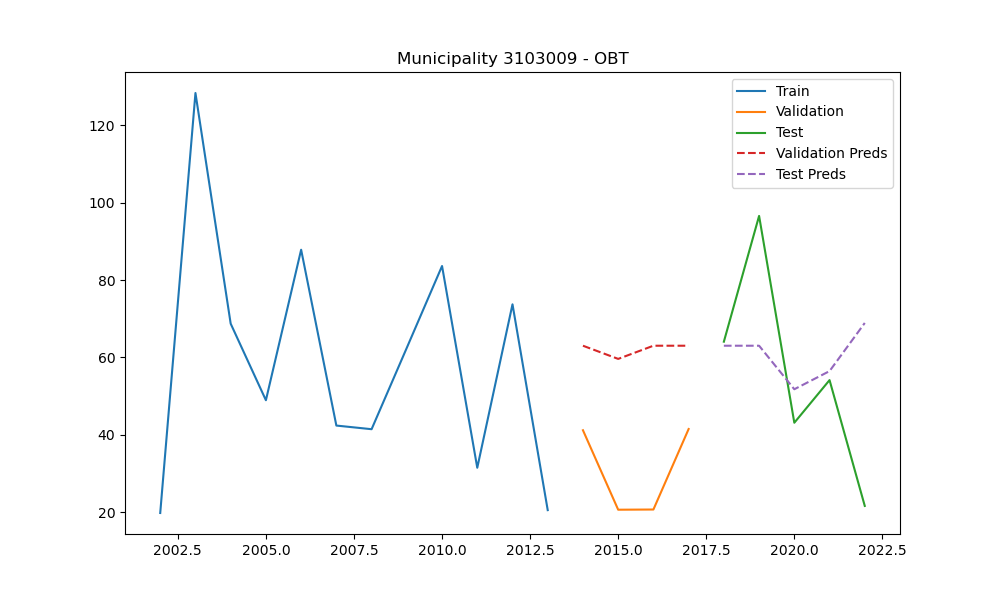 Municipality 3103009 - OBT
Train
Validation
Test
Validation Preds
Test Preds
120
100
80
60
40
20
2002.5 2005.0 2007.5 2010.0 2012.5 2015.0 2017.5 2020.0 2022.5